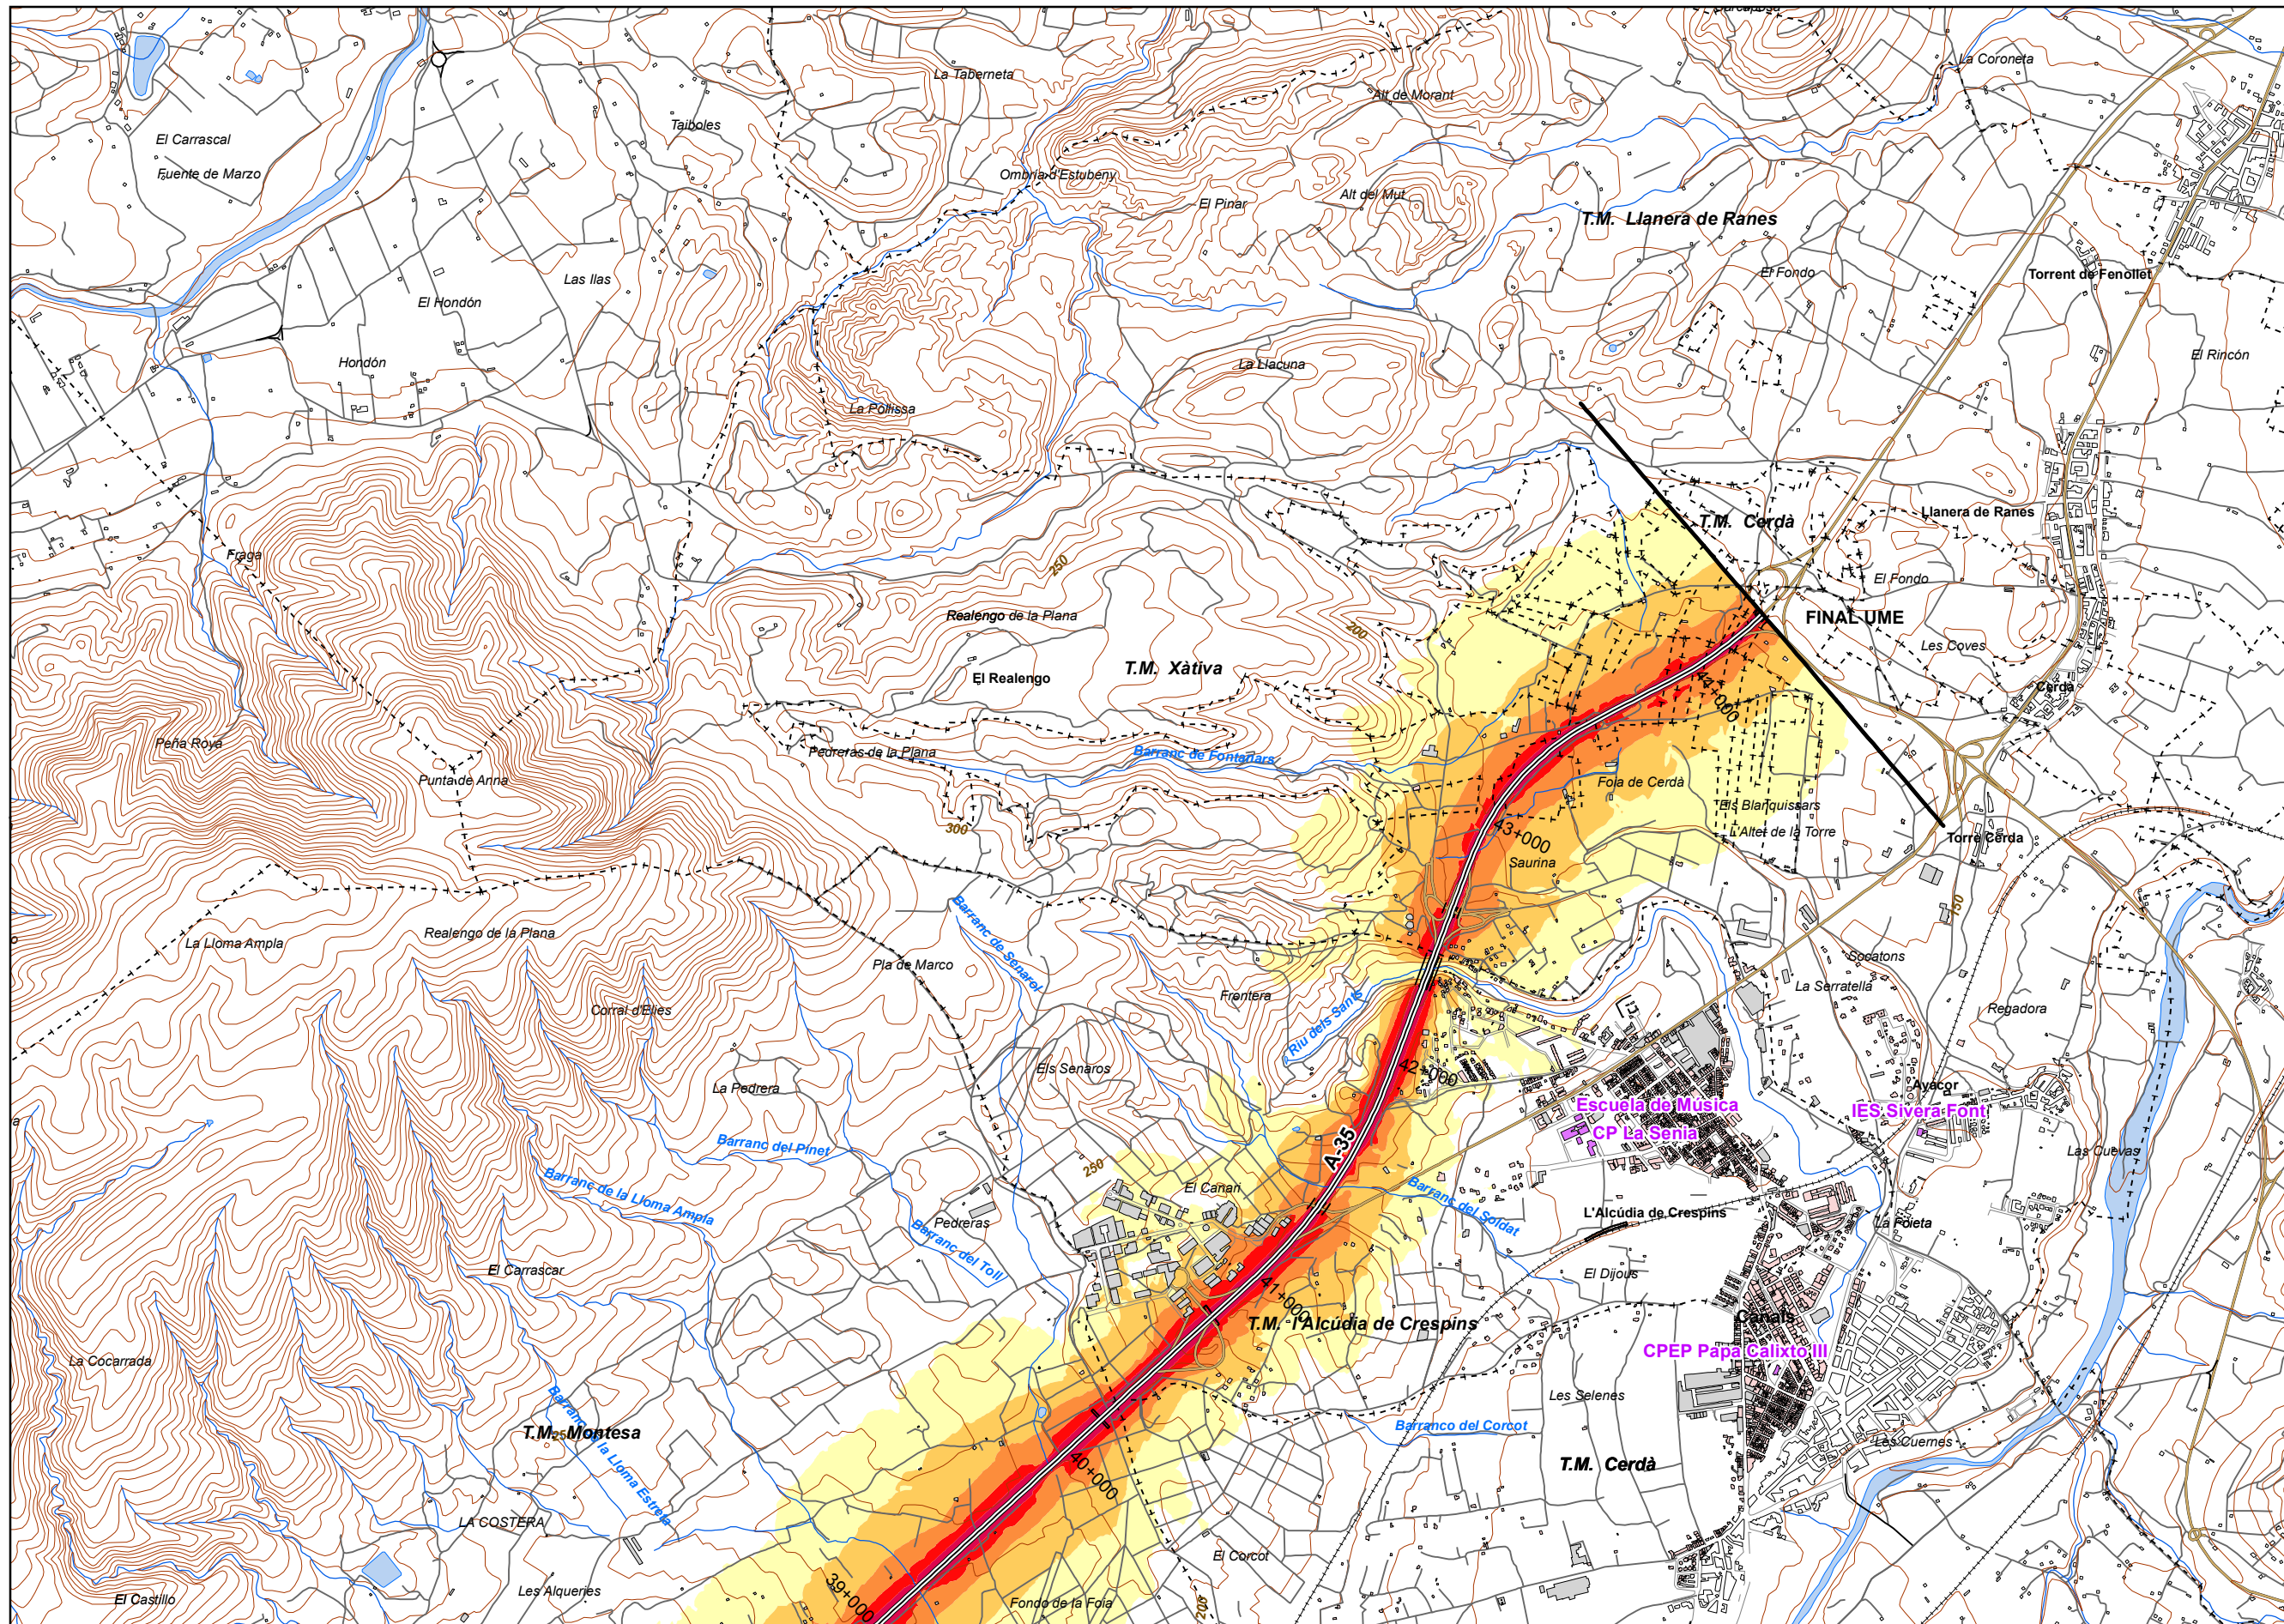 La Coroneta
La Taberneta
Alt de Morant
Taiboles
El Carrascal
Fuente de Marzo
Ombria d'Estubeny
El Pinar
Alt del Mut
T.M. Llanera de Ranes
El Fondo
Torrent de Fenollet
Las Ilas
El Hondón
Hondón
El Rincón
La Llacuna
La Pollissa
Llanera de Ranes
T.M. Cerdà
Fraga
250
El Fondo
Realengo de la Plana
200
FINAL UME
Les Coves
T.M. Xàtiva
El Realengo
Cerdà
44+000
Peña Roya
Pedreras de la Plana
Barranc de Fontanars
Punta de Anna
Foia de Cerdà
Els Blanquissars
L'Altet de la Torre
300
43+000
Torre Cerdà
Saurina
150
Barranc de Senarol
La Lloma Ampla
Realengo de la Plana
Pla de Marco
Socatons
La Serratella
Frontera
Regadora
Corral d'Elies
Riu dels Sants
Els Senaros
42+000
La Pedrera
Ayacor
Escuela de Música
IES Sivera Font
CP La Senia
A-35
Barranc del Pinet
Las Cuevas
250
Barranc de la Lloma Ampla
El Canari
Barranc del Soldat
Pedreras
L'Alcúdia de Crespins
La Foieta
Barranc del Toll
El Carrascar
El Dijous
41+000
T.M. l'Alcúdia de Crespins
Canals
La Cocarrada
CPEP Papa Calixto III
Les Selenes
Barranc de la Lloma Estreta
Barranco del Corcot
T.M. Montesa
Les Cuernes
T.M. Cerdà
40+000
LA COSTERA
El Corcot
39+000
Les Alqueries
El Castillo
Fondo de la Foia
200